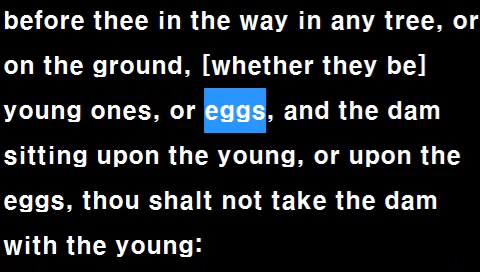 before thee in the way in any tree, or
on the ground, [whether they be]
young ones, or eggs, and the dam
sitting upon the young, or upon the
eggs, thou shalt not take the dam
with the young: